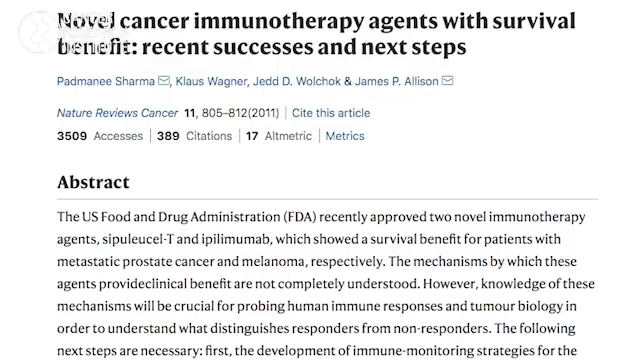 Novel cancer immunotherapy agents with survival
benefit: recent successes and next steps
Padmanee Sharma, Klaus Wagner, Jedd D. Wolchok & James P. Allison
Nature Reviews Cancer 11, 805–812(2011) | Cite this article
3509 Accesses | 389 Citations | 17 Altmetric | Metrics
Abstract
The US Food and Drug Administration (FDA) recently approved two novel immunotherapy
agents, sipuleucel-T and ipilimumab, which showed a survival benefit for patients with
metastatic prostate cancer and melanoma, respectively. The mechanisms by which these
agents provideclinical benefit are not completely understood. However, knowledge of these
mechanisms will be crucial for probing human immune responses and tumour biology in
order to understand what distinguishes responders from non-responders. The following
next steps are necessary: first, the development of immune-monitoring strategies for the